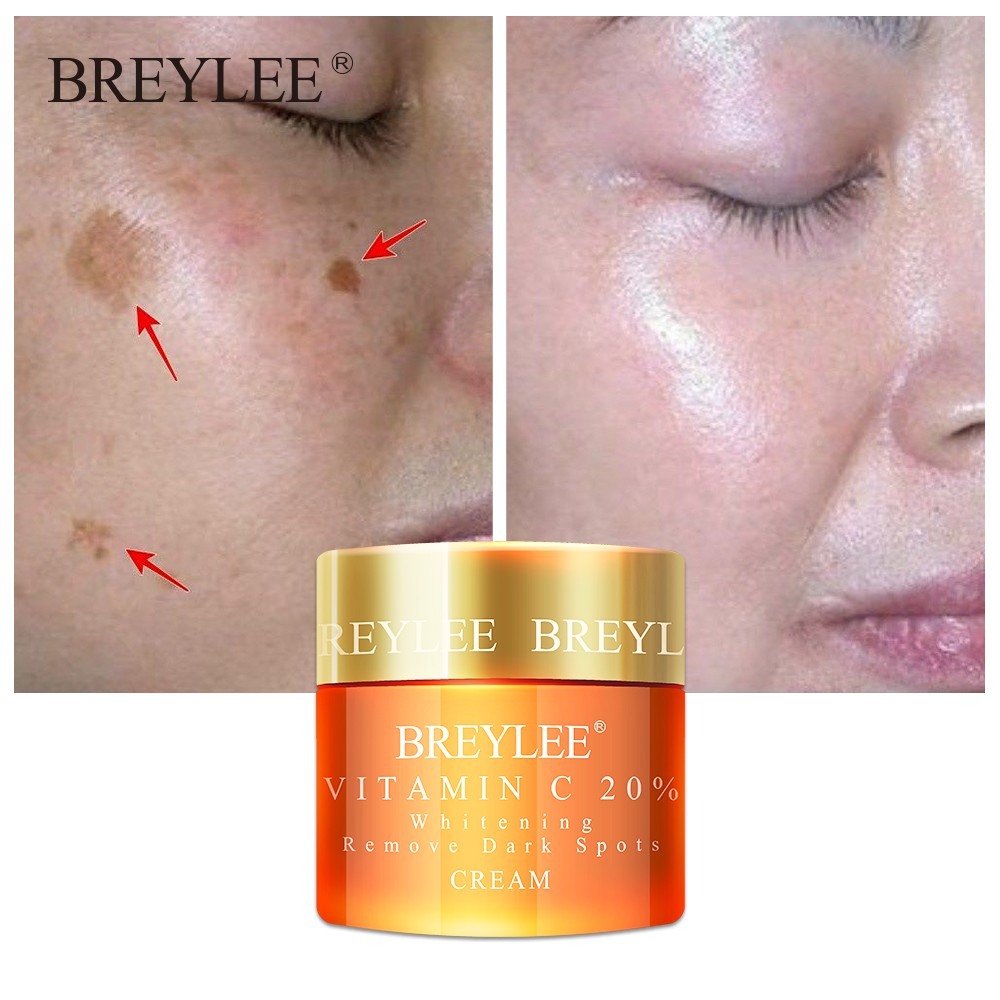 BREYLEE®
REYLEE BREYL
BREYLEE®
VITAMIN C 20%
Whitening
Remove Dark Spots
CREAM